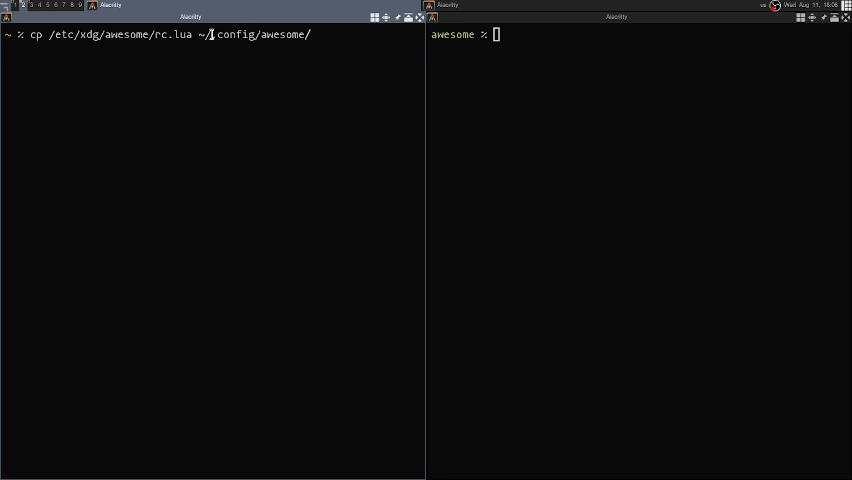 1 2 3 4 5 6 7 8 9 Alacritty
Alacritty us Wed Aug 11, 18:06
Alacritty
Alacritty
~ % cp /etc/xdg/awesome/rc.lua ~/.config/awesome/
awesome %